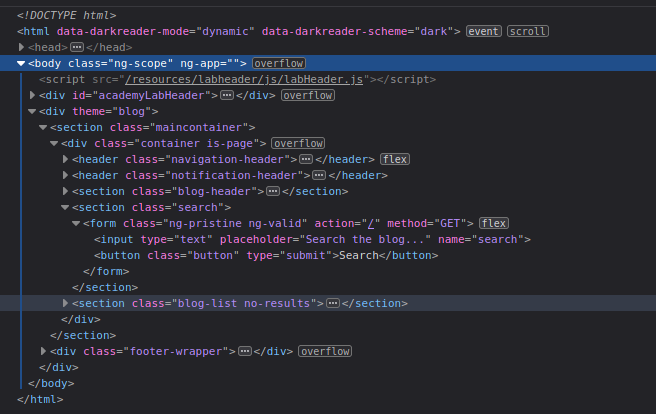 <!DOCTYPE html>
<html data-darkreader-mode="dynamic" data-darkreader-scheme="dark"> event scroll
<head>⋯</head>
<body class="ng-scope" ng-app=""> overflow
<script src="/resources/labheader/js/labHeader.js"></script>
<div id="academyLabHeader">⋯</div> overflow
<div theme="blog">
<section class="maincontainer">
<div class="container is-page"> overflow
<header class="navigation-header">⋯</header> flex
<header class="notification-header">⋯</header>
<section class="blog-header">⋯</section>
<section class="search">
<form class="ng-pristine ng-valid" action="/" method="GET"> flex
<input type="text" placeholder="Search the blog..." name="search">
<button class="button" type="submit">Search</button>
</form>
</section>
<section class="blog-list no-results">⋯</section>
</div>
</section>
<div class="footer-wrapper">⋯</div> overflow
</div>
</body>
</html>